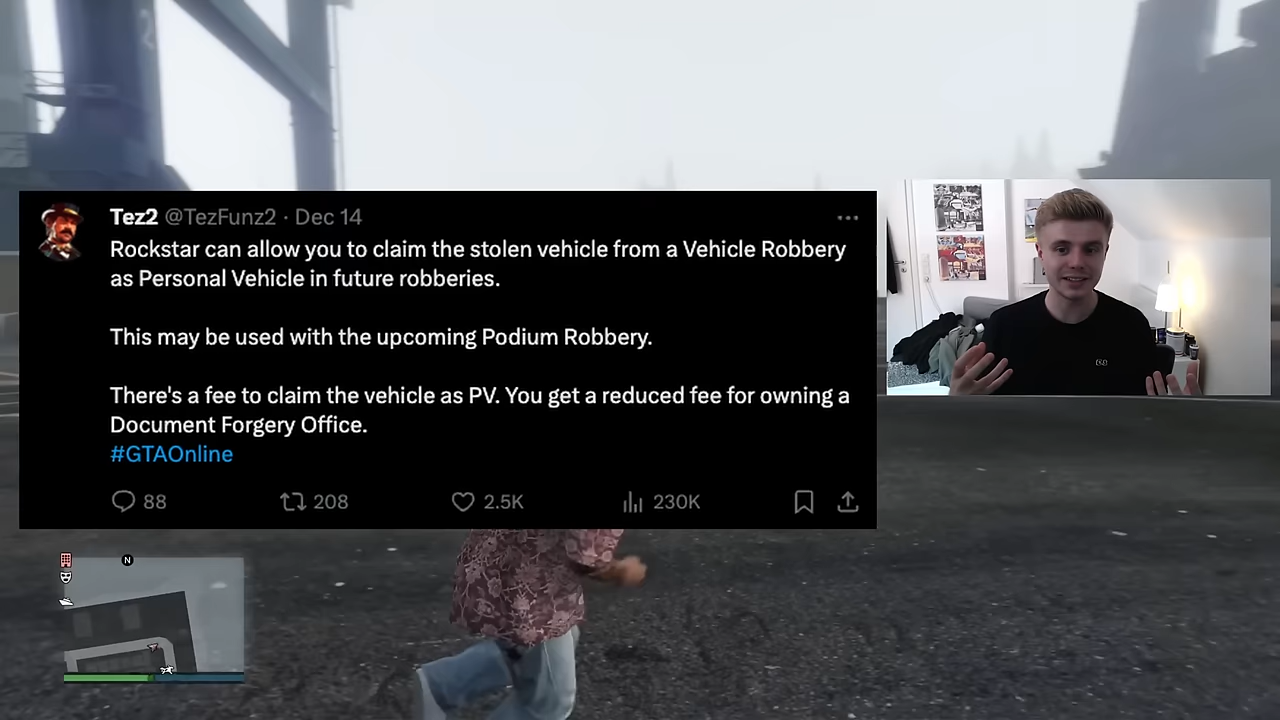 Tez2 @TezFunz2 · Dec 14
Rockstar can allow you to claim the stolen vehicle from a Vehicle Robbery
as Personal Vehicle in future robberies.
This may be used with the upcoming Podium Robbery.
There's a fee to claim the vehicle as PV. You get a reduced fee for owning a
Document Forgery Office.
#GTAOnline
88 208 2.5K 230K
N